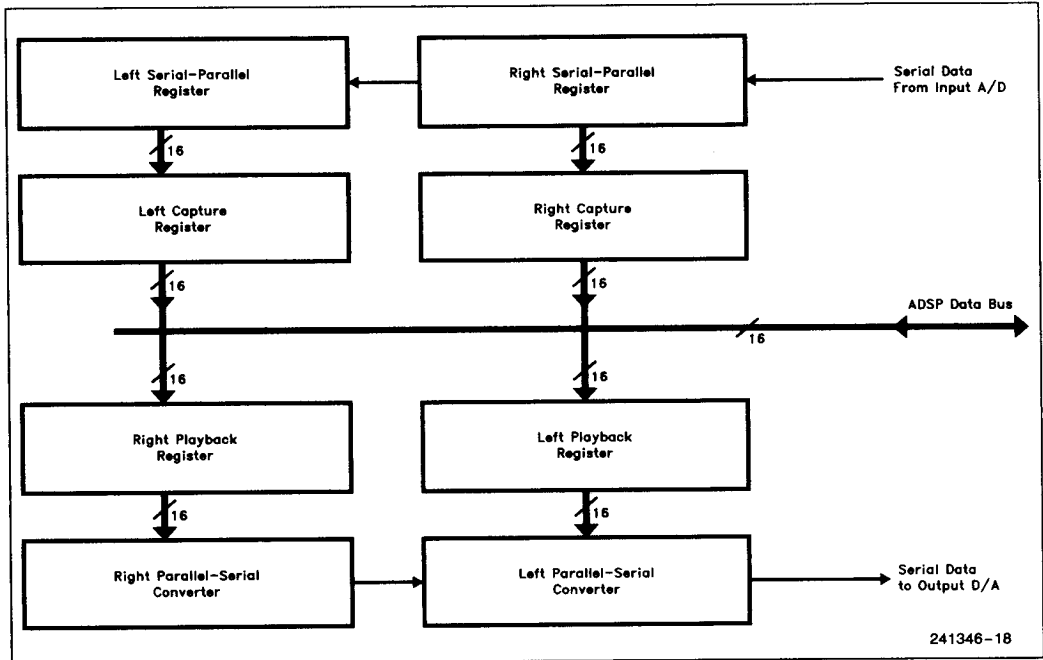 Left Serial-Parallel
Register
Right Serial-Parallel
Register
Serial Data
From Input A/D
16
16
Left Capture
Register
Right Capture
Register
16
16
ADSP Data Bus
16
16
16
Right Playback
Register
Left Playback
Register
16
16
Right Parallel-Serial
Converter
Left Parallel-Serial
Converter
Serial Data
to Output D/A
241346-18